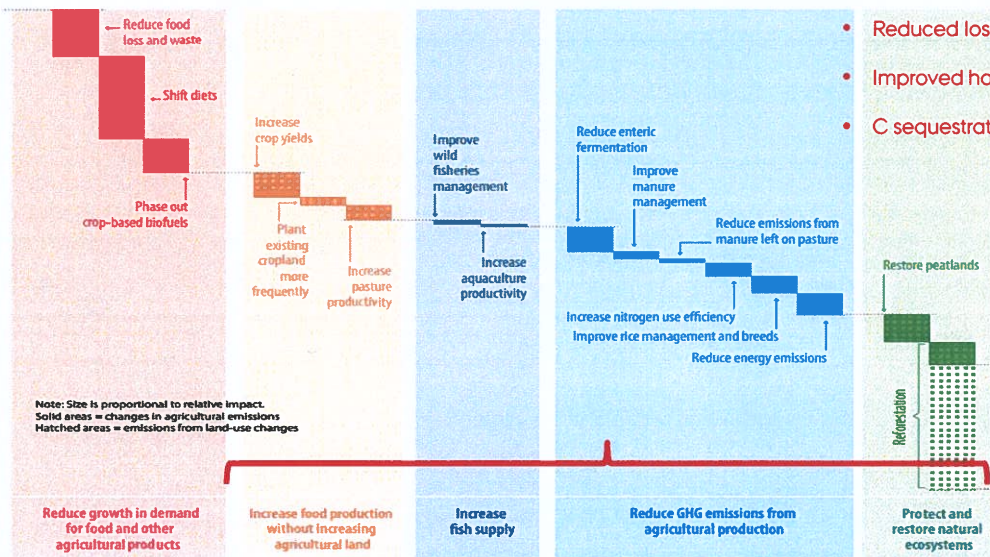 Reduce food
loss and waste
Shift diets
Phase out
crop-based biofuels
Increase
crop yields
Plant
existing
cropland
more
frequently
Increase
pasture
productivity
Improve
wild
fisheries
management
Increase
aquaculture
productivity
Reduce enteric
fermentation
Improve
manure
management
Reduce emissions from
manure left on pasture
Increase nitrogen use efficiency
Improve rice management and breeds
Reduce energy emissions
• Reduced los
• Improved ha
• C sequestrat
Restore peatlands
Reforestation
Note: Size is proportional to relative impact.
Solid areas = changes in agricultural emissions
Hatched areas = emissions from land-use changes
Reduce growth in demand
for food and other
agricultural products
Increase food production
without increasing
agricultural land
Increase
fish supply
Reduce GHG emissions from
agricultural production
Protect and
restore natural
ecosystems